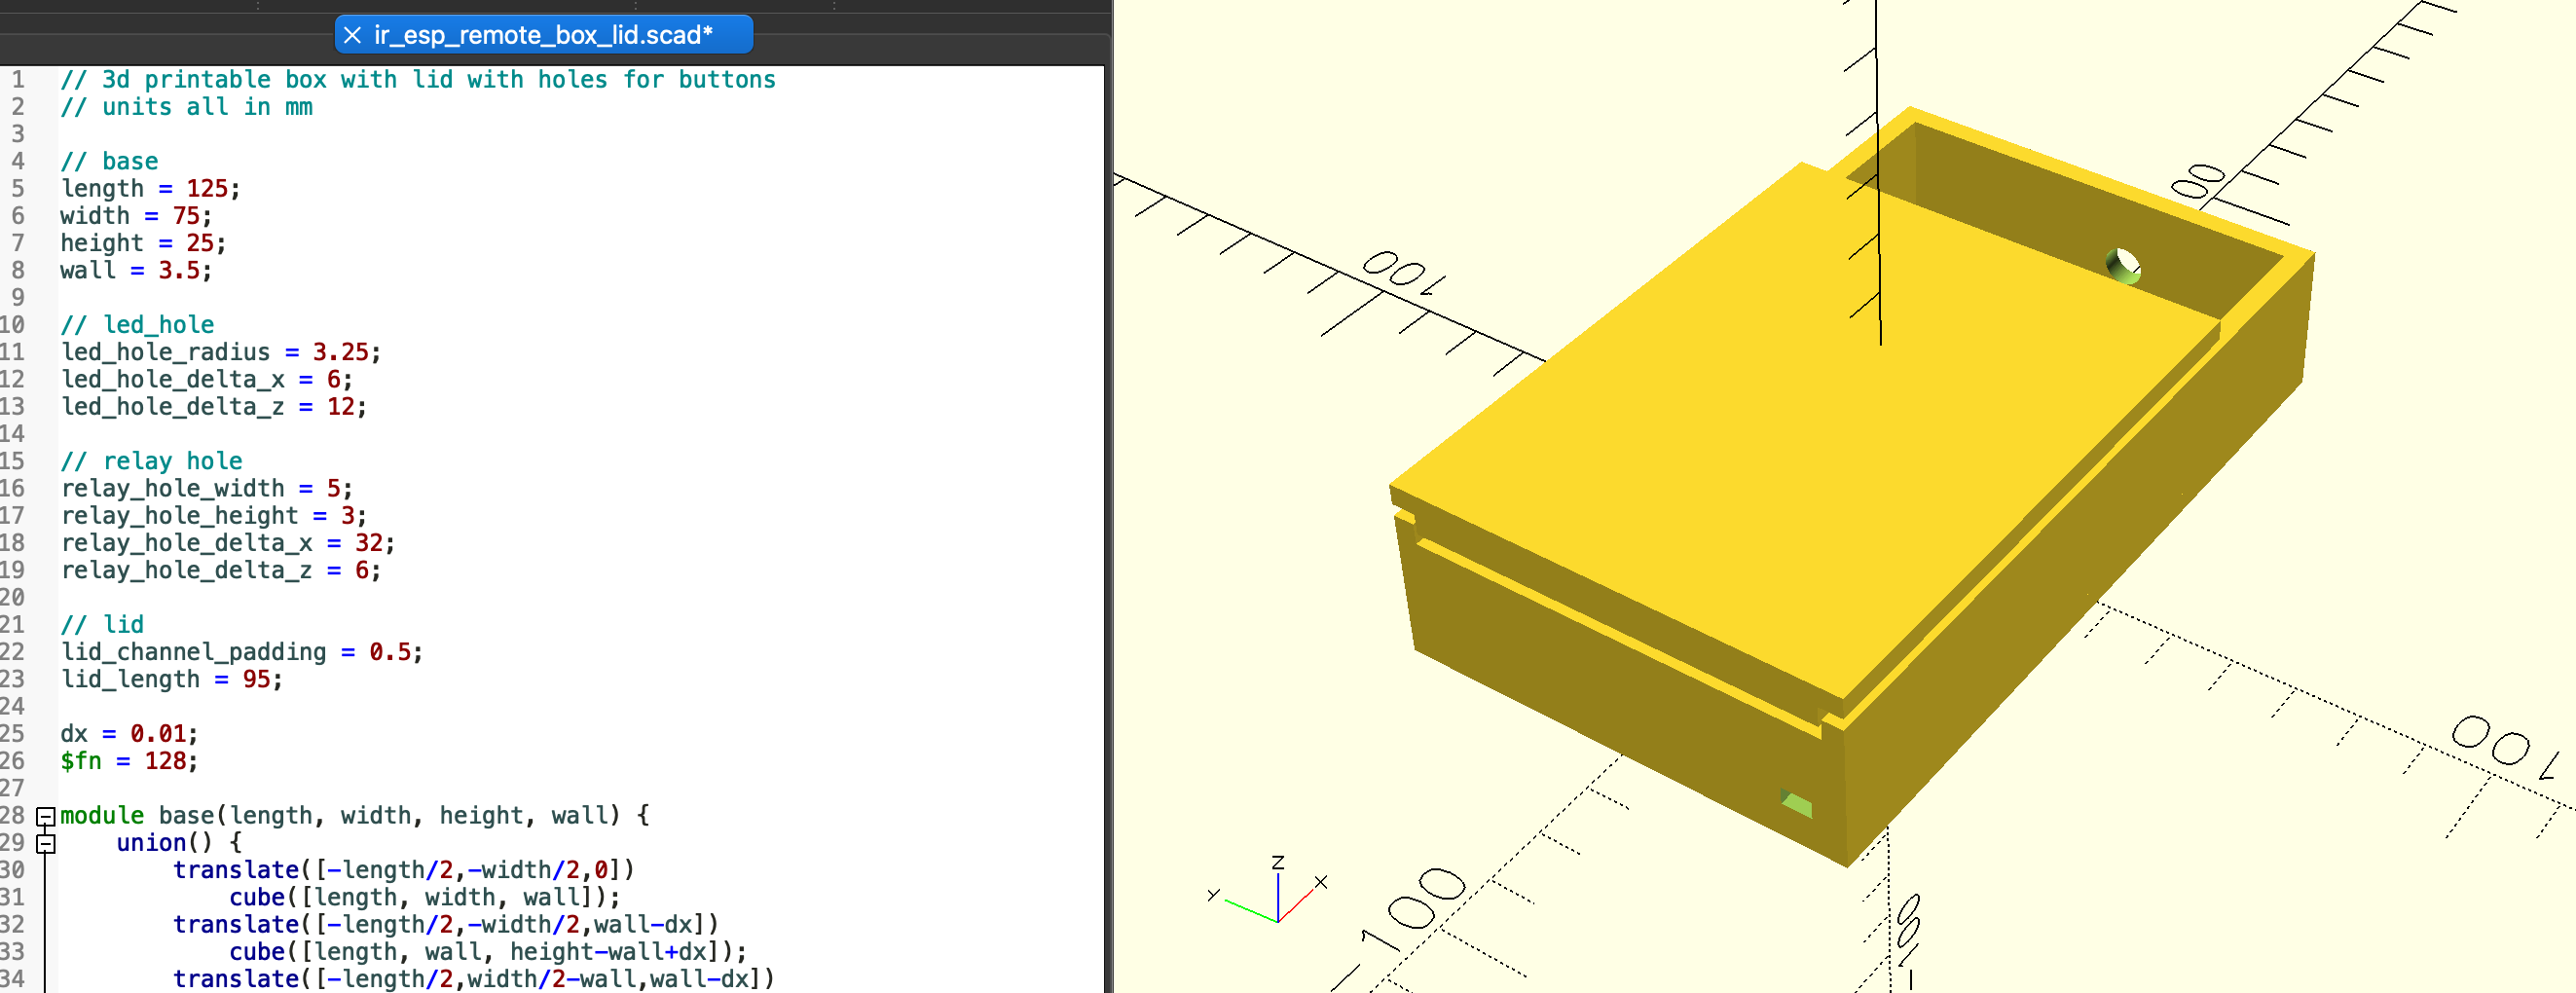 ir_esp_remote_box_lid.scad*
1 // 3d printable box with lid with holes for buttons
2 // units all in mm
3
4 // base
5 length = 125;
6 width = 75;
7 height = 25;
8 wall = 3.5;
9
10 // led_hole
11 led_hole_radius = 3.25;
12 led_hole_delta_x = 6;
13 led_hole_delta_z = 12;
14
15 // relay hole
16 relay_hole_width = 5;
17 relay_hole_height = 3;
18 relay_hole_delta_x = 32;
19 relay_hole_delta_z = 6;
20
21 // lid
22 lid_channel_padding = 0.5;
23 lid_length = 95;
24
25 dx = 0.01;
26 $fn = 128;
27
28 module base(length, width, height, wall) {
29     union() {
30         translate([-length/2,-width/2,0])
31             cube([length, width, wall]);
32         translate([-length/2,-width/2,wall-dx])
33             cube([length, wall, height-wall+dx]);
34         translate([-length/2,width/2-wall,wall-dx])
100
00
100
-100
-100
Z
Y
X